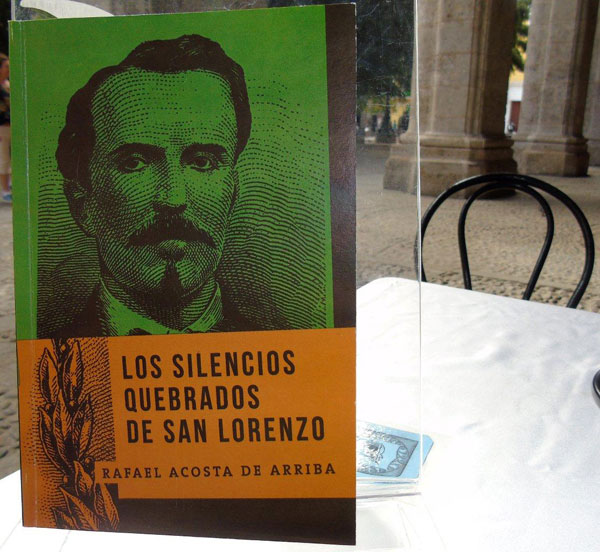 LOS SILENCIOS
QUEBRADOS
DE SAN LORENZO
RAFAEL ACOSTA DE ARRIBA